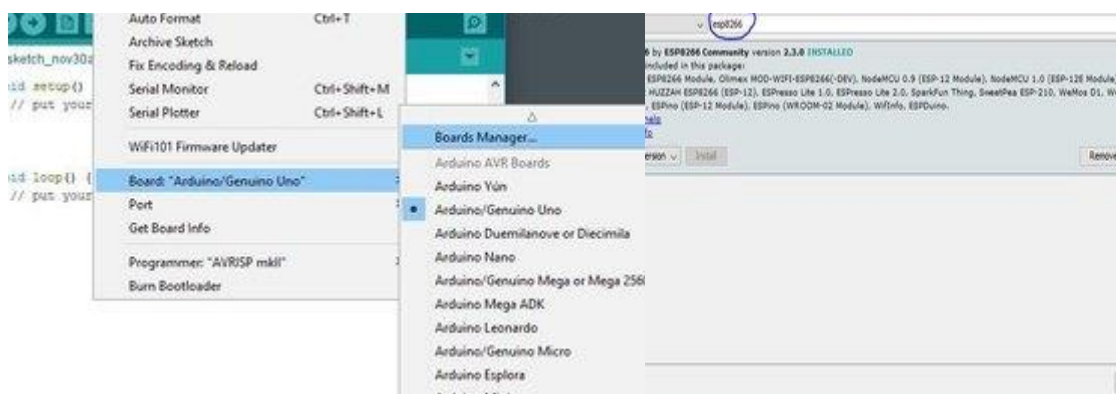 Auto Format Ctrl+T
Archive Sketch
Fix Encoding & Reload
Serial Monitor Ctrl+Shift+M
Serial Plotter Ctrl+Shift+L
WiFi101 Firmware Updater
Board: "Arduino/Genuino Uno"
Port
Get Board Info
Programmer: "AVRISP mkII"
Burn Bootloader
sketch_nov30a
id setup() {
// put your
id loop() {
// put your
Boards Manager...
Arduino AVR Boards
Arduino Yún
Arduino/Genuino Uno
Arduino Duemilanove or Diecimila
Arduino Nano
Arduino/Genuino Mega or Mega 256
Arduino Mega ADK
Arduino Leonardo
Arduino/Genuino Micro
Arduino Esplora
esp8266
by ESP8266 Community version 2.3.0 INSTALLED
included in this package:
ESP8266 Module, Olimex MOD-WIFI-ESP8266(-DEV), NodeMCU 0.9 (ESP-12 Module), NodeMCU 1.0 (ESP-12E Module
HUZZAH ESP8266 (ESP-12), ESPresso Lite 1.0, ESPresso Lite 2.0, SparkFun Thing, SweetPea ESP-210, WeMos D1, W
, ESPino (ESP-12 Module), ESPino (WROOM-02 Module), WifInfo, ESPDuino.
help
fo
ersion Install Remove